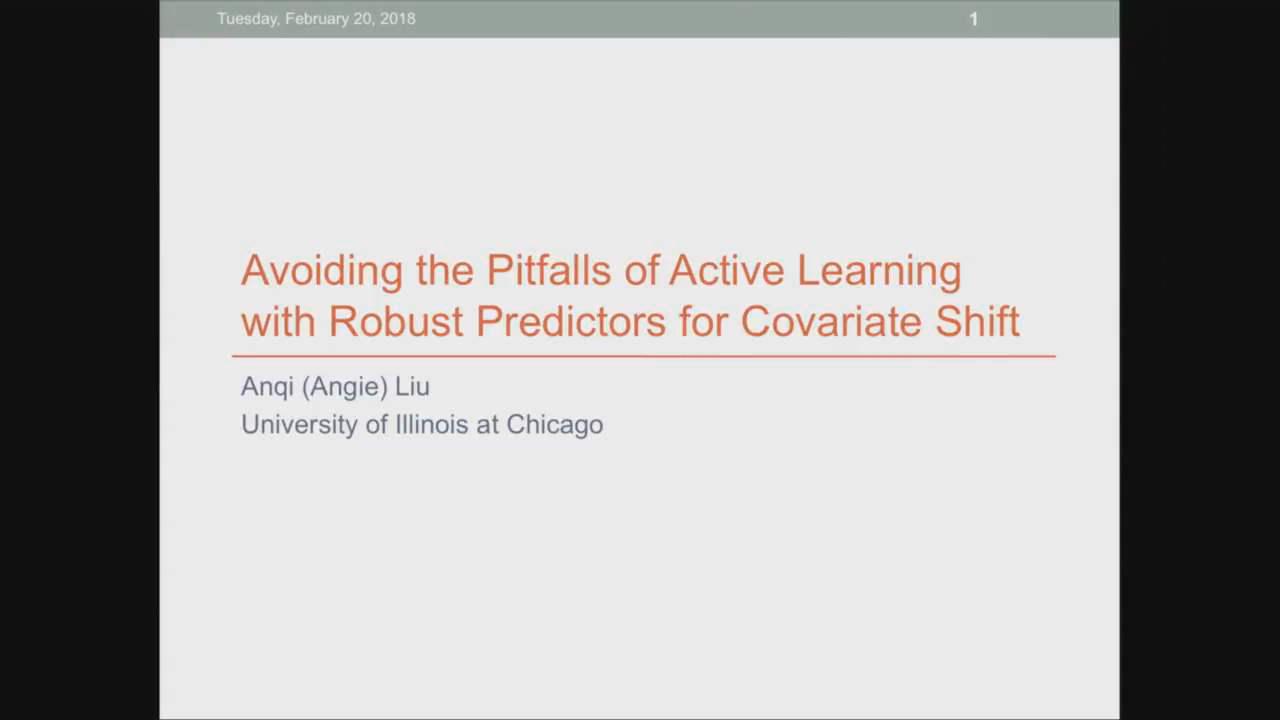 Tuesday, February 20, 2018
1
Avoiding the Pitfalls of Active Learning
with Robust Predictors for Covariate Shift
Anqi (Angie) Liu
University of Illinois at Chicago